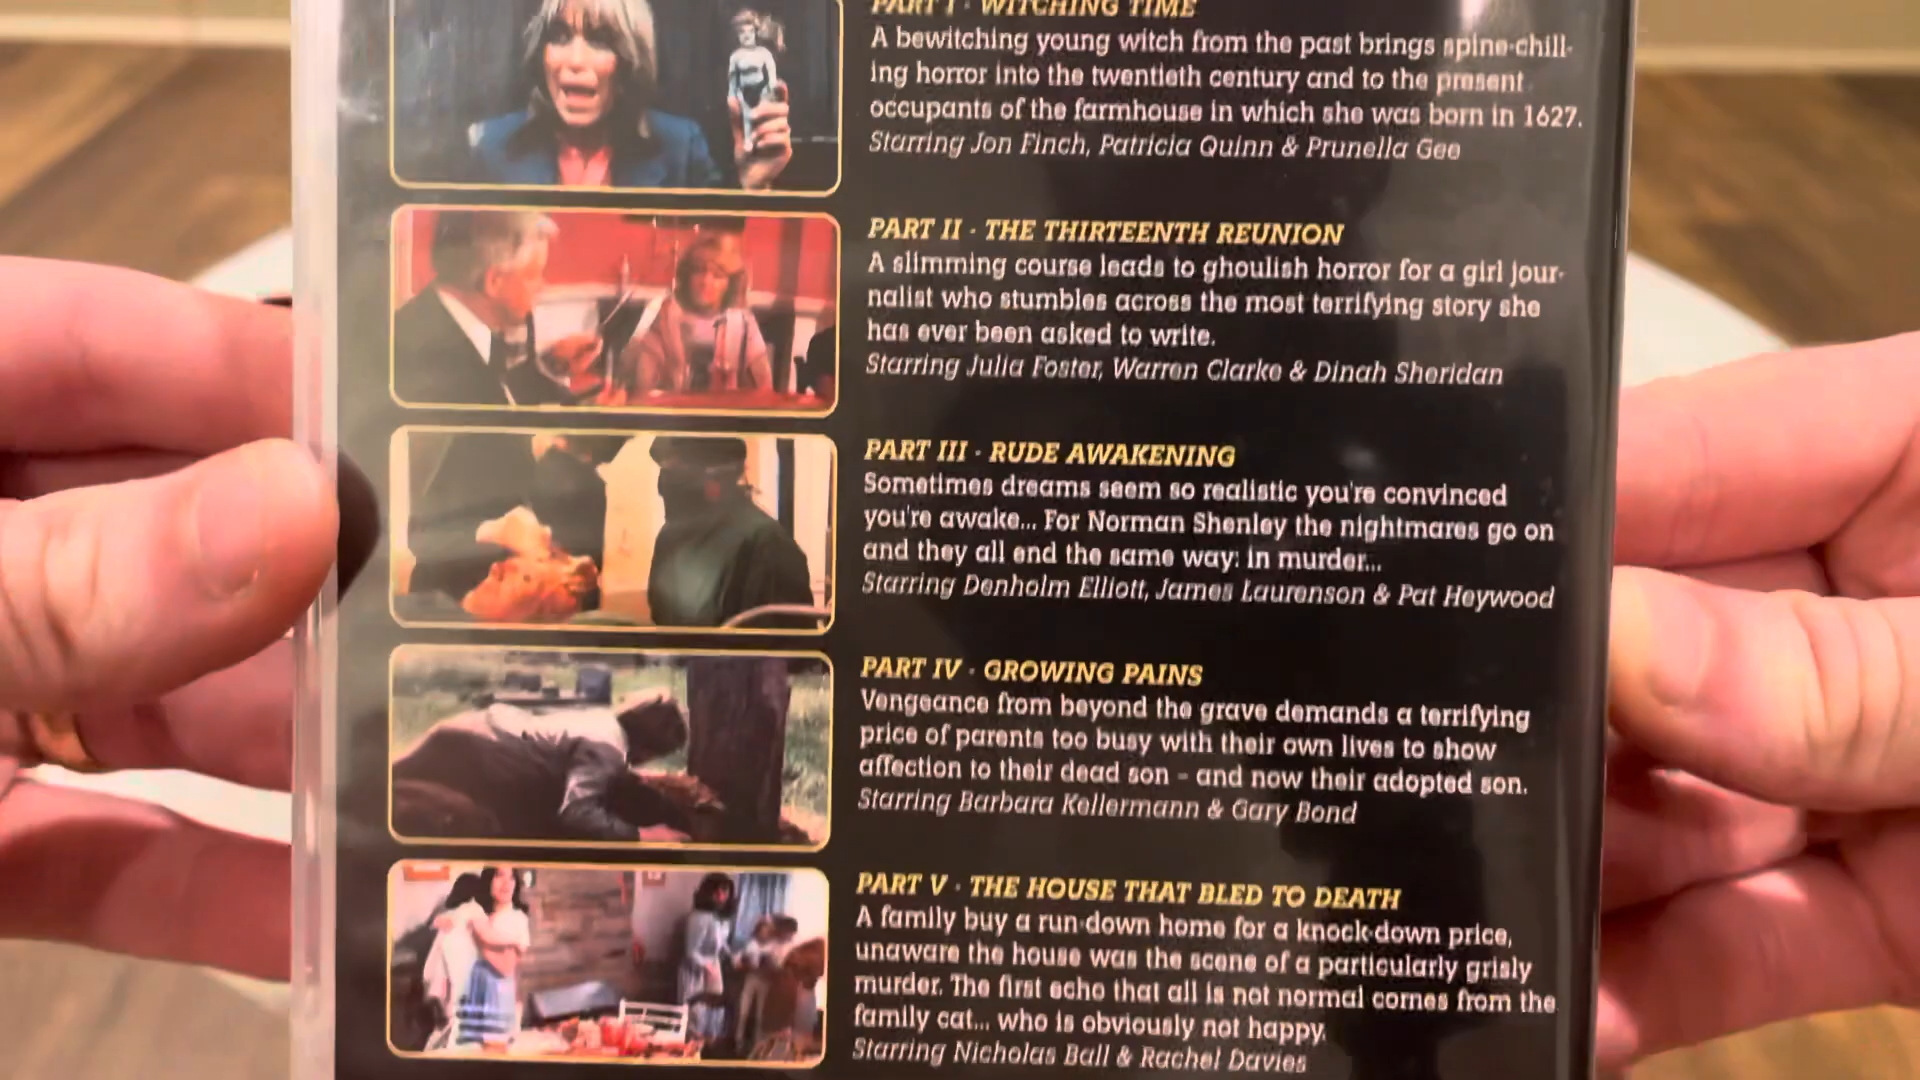 PART I · WITCHING TIME
A bewitching young witch from the past brings spine-chill-
ing horror into the twentieth century and to the present
occupants of the farmhouse in which she was born in 1627.
Starring Jon Finch, Patricia Quinn & Prunella Gee
PART II · THE THIRTEENTH REUNION
A slimming course leads to ghoulish horror for a girl jour-
nalist who stumbles across the most terrifying story she
has ever been asked to write.
Starring Julia Foster, Warren Clarke & Dinah Sheridan
PART III · RUDE AWAKENING
Sometimes dreams seem so realistic you're convinced
you're awake... For Norman Shenley the nightmares go on
and they all end the same way: in murder...
Starring Denholm Elliott, James Laurenson & Pat Heywood
PART IV · GROWING PAINS
Vengeance from beyond the grave demands a terrifying
price of parents too busy with their own lives to show
affection to their dead son - and now their adopted son.
Starring Barbara Kellermann & Gary Bond
PART V · THE HOUSE THAT BLED TO DEATH
A family buy a run-down home for a knock-down price,
unaware the house was the scene of a particularly grisly
murder. The first echo that all is not normal comes from the
family cat... who is obviously not happy.
Starring Nicholas Ball & Rachel Davies